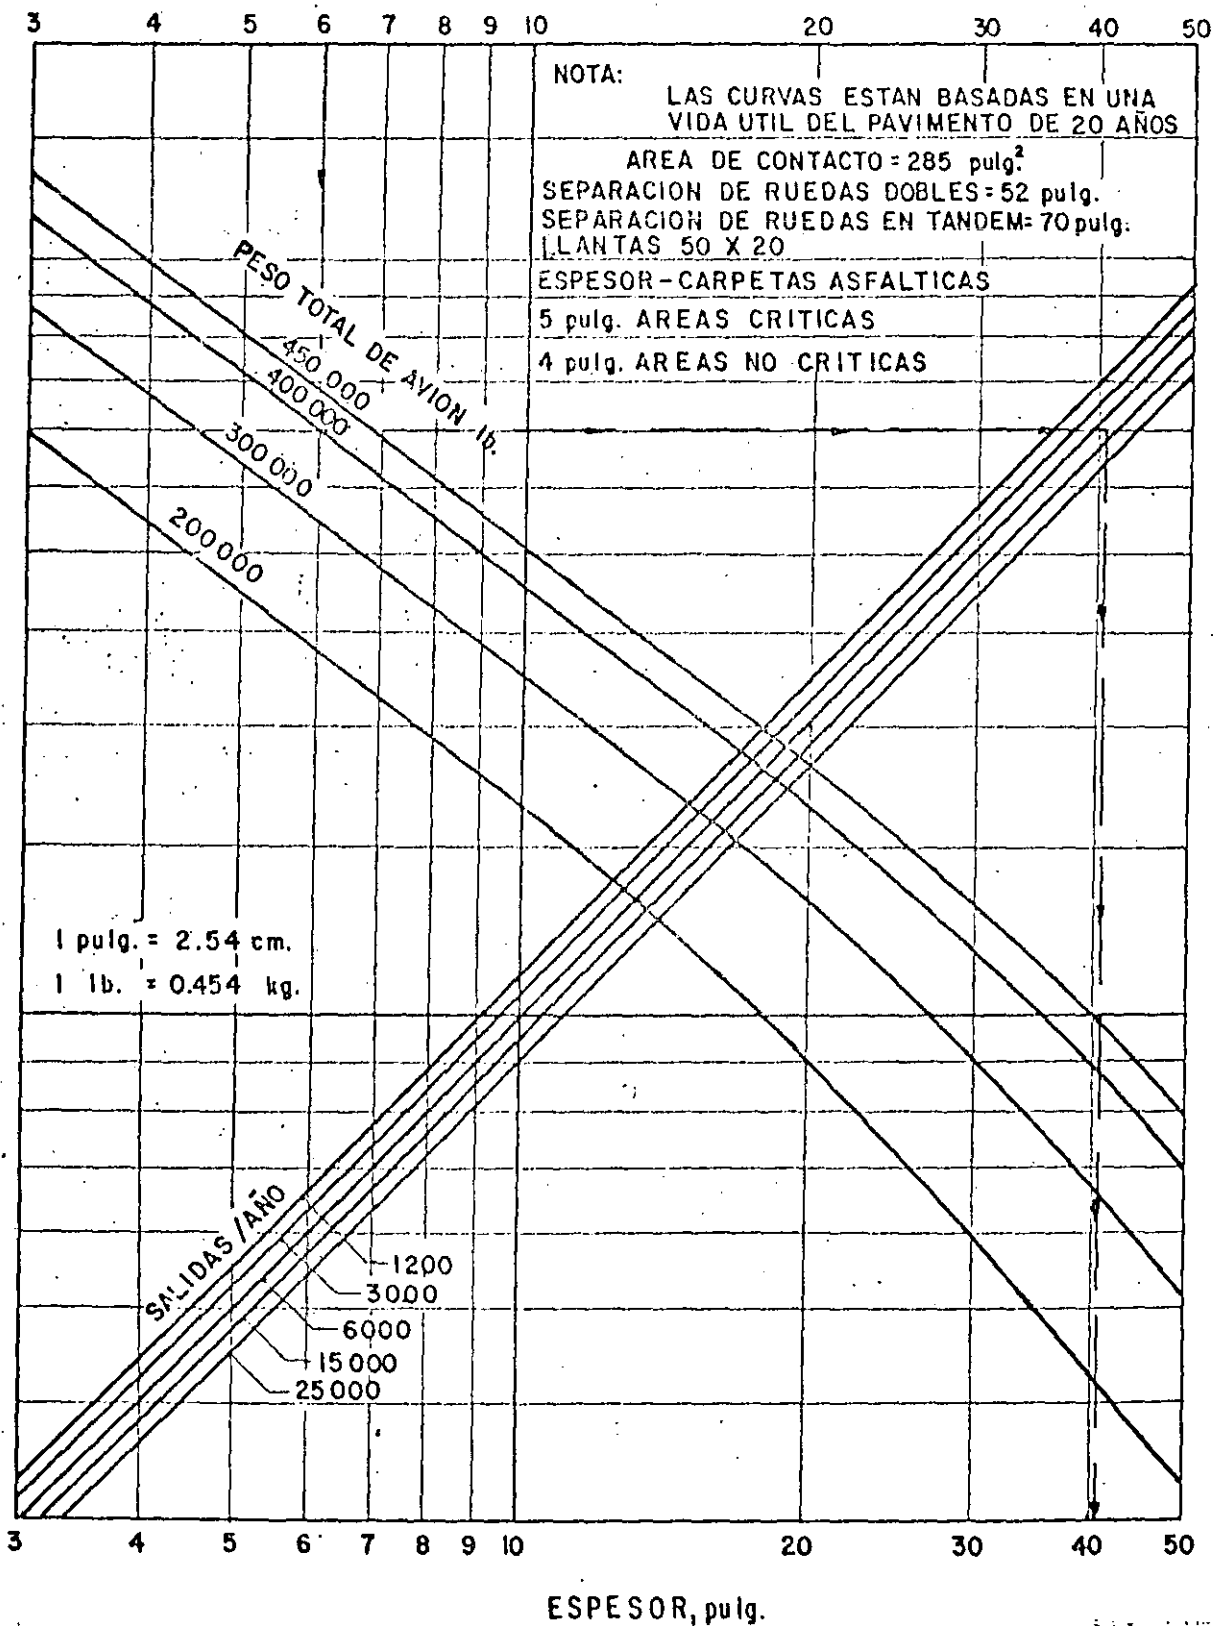 3 4 5 6 7 8 9 10 20 30 40 50
NOTA:
LAS CURVAS ESTAN BASADAS EN UNA
VIDA UTIL DEL PAVIMENTO DE 20 AÑOS
AREA DE CONTACTO = 285 pulg.²
SEPARACION DE RUEDAS DOBLES = 52 pulg.
SEPARACION DE RUEDAS EN TANDEM = 70 pulg.
LLANTAS 50 X 20
ESPESOR - CARPETAS ASFALTICAS
5 pulg. AREAS CRITICAS
4 pulg. AREAS NO CRITICAS
PESO TOTAL DE AVION lb.
450 000
400 000
300 000
200 000
1 pulg. = 2.54 cm.
1 lb. = 0.454 kg.
SALIDAS / AÑO
1200
3000
6000
15 000
25 000
3 4 5 6 7 8 9 10 20 30 40 50
ESPESOR, pulg.